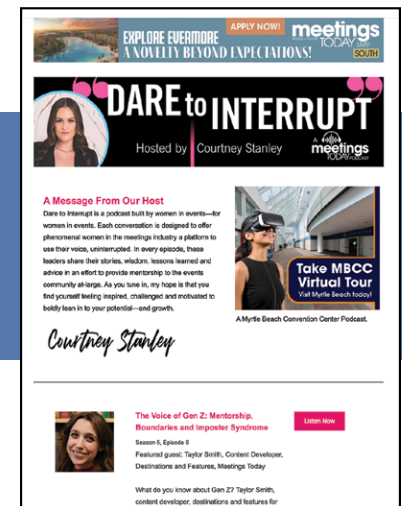 EXPLORE EVERMORE
A NOVELTY BEYOND EXPECTATIONS!
APPLY NOW!
meetings
TODAY LIVE!
SOUTH
"DARE to INTERRUPT"
Hosted by | Courtney Stanley
A
meetings
TODAY PODCAST
A Message From Our Host
Dare to Interrupt is a podcast built by women in events—for
women in events. Each conversation is designed to offer
phenomenal women in the meetings industry a platform to
use their voice, uninterrupted. In every episode, these
leaders share their stories, wisdom, lessons learned and
advice in an effort to provide mentorship to the events
community at-large. As you tune in, my hope is that you
find yourself feeling inspired, challenged and motivated to
boldly lean in to your potential—and growth.
Courtney Stanley
Take MBCC
Virtual Tour
Visit Myrtle Beach today!
A Myrtle Beach Convention Center Podcast.
The Voice of Gen Z: Mentorship,
Boundaries and Imposter Syndrome
Listen Now
Season 5, Episode 6
Featured guest: Taylor Smith, Content Developer,
Destinations and Features, Meetings Today
What do you know about Gen Z? Taylor Smith,
content developer, destinations and features for